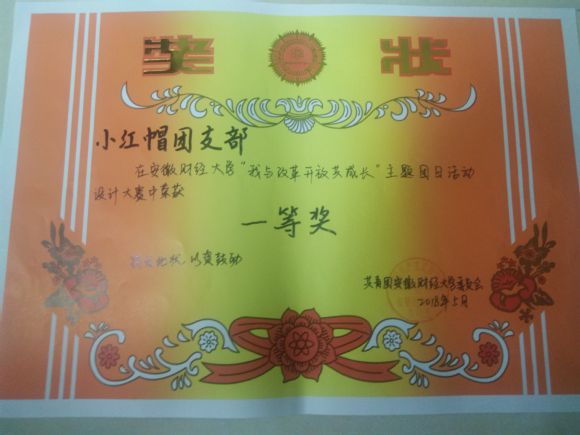 奖状
小红帽团支部
在安徽财经大学“我与改革开放共成长”主题团日活动
设计大赛中荣获
一等奖
特发此状 以资鼓励
共青团安徽财经大学委员会
2018年5月